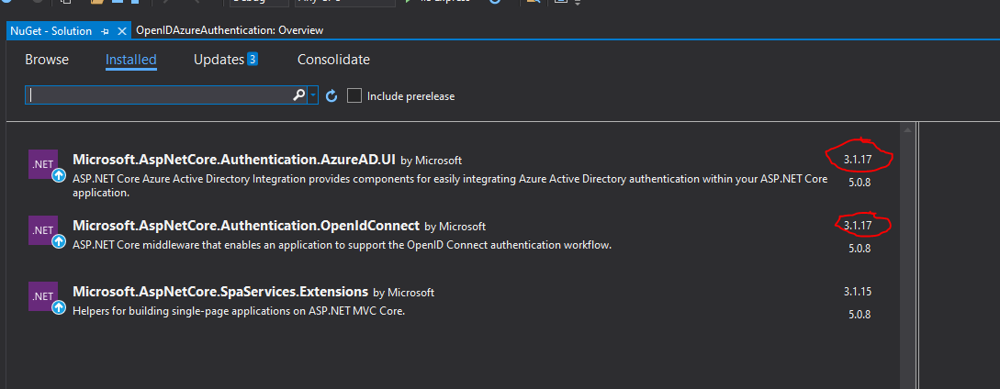 NuGet - Solution
OpenIDAzureAuthentication: Overview
Browse
Installed
Updates 3
Consolidate
Include prerelease
.NET
Microsoft.AspNetCore.Authentication.AzureAD.UI by Microsoft
3.1.17
ASP.NET Core Azure Active Directory Integration provides components for easily integrating Azure Active Directory authentication within your ASP.NET Core
5.0.8
application.
.NET
Microsoft.AspNetCore.Authentication.OpenIdConnect by Microsoft
3.1.17
ASP.NET Core middleware that enables an application to support the OpenID Connect authentication workflow.
5.0.8
.NET
Microsoft.AspNetCore.SpaServices.Extensions by Microsoft
3.1.15
Helpers for building single-page applications on ASP.NET MVC Core.
5.0.8